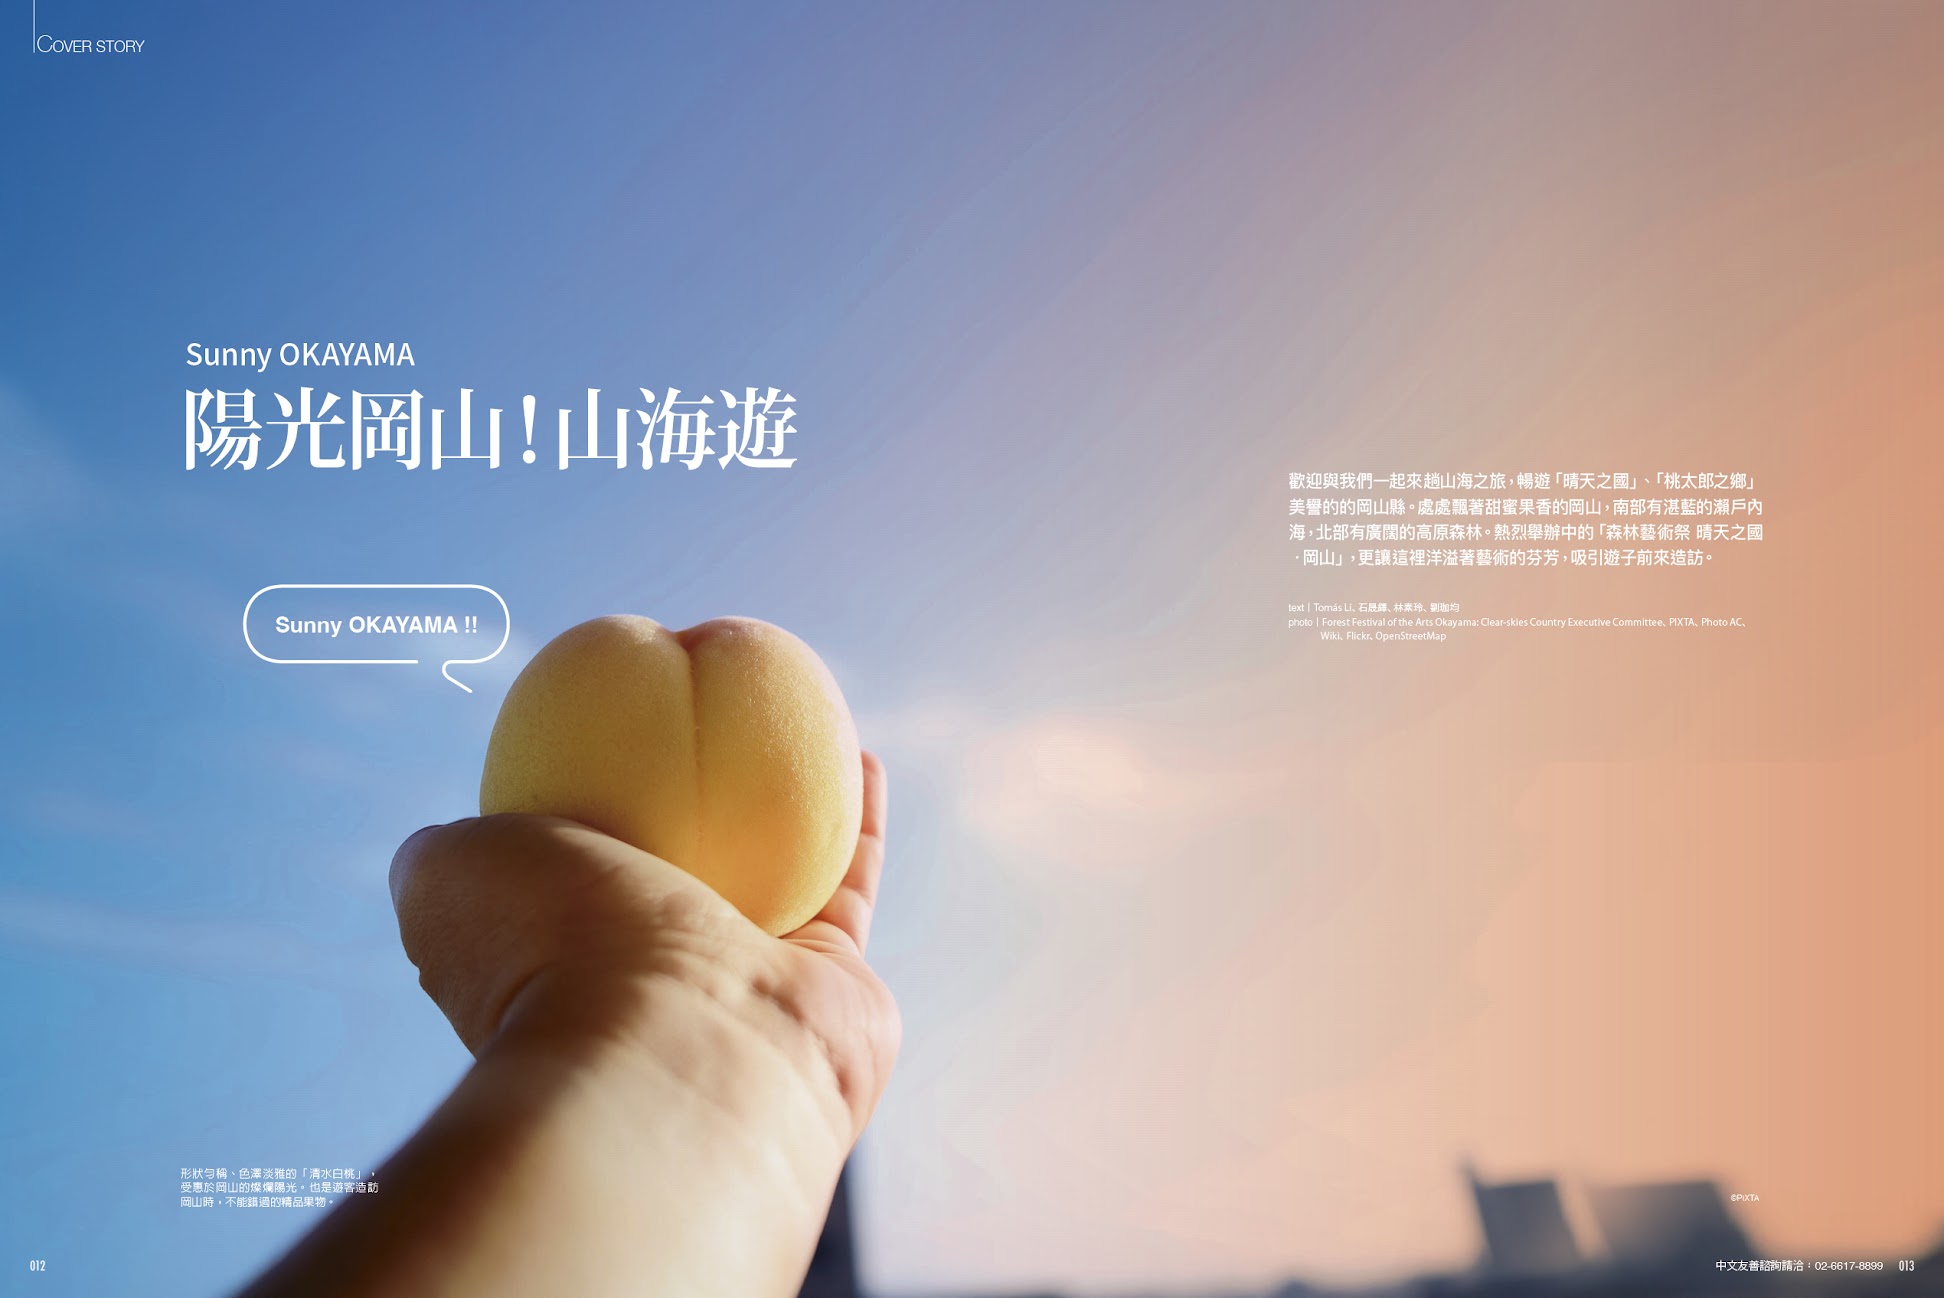 COVER STORY
Sunny OKAYAMA
陽光岡山！山海遊
歡迎與我們一起來趟山海之旅，暢遊「晴天之國」、「桃太郎之鄉」
美譽的的岡山縣。處處飄著甜蜜果香的岡山，南部有湛藍的瀨戶內
海，北部有廣闊的高原森林。熱烈舉辦中的「森林藝術祭 晴天之國
·岡山」，更讓這裡洋溢著藝術的芬芳，吸引遊子前來造訪。
text｜Tomás Li、石晟鐸、林素玲、劉珈均
photo｜Forest Festival of the Arts Okayama: Clear-skies Country Executive Committee、PIXTA、Photo AC、
Wiki、Flickr、OpenStreetMap
Sunny OKAYAMA !!
形狀勻稱、色澤淡雅的「清水白桃」，
受惠於岡山的燦爛陽光。也是遊客造訪
岡山時，不能錯過的精品果物。
©PIXTA
012
中文友善諮詢請洽：02-6617-8899 013